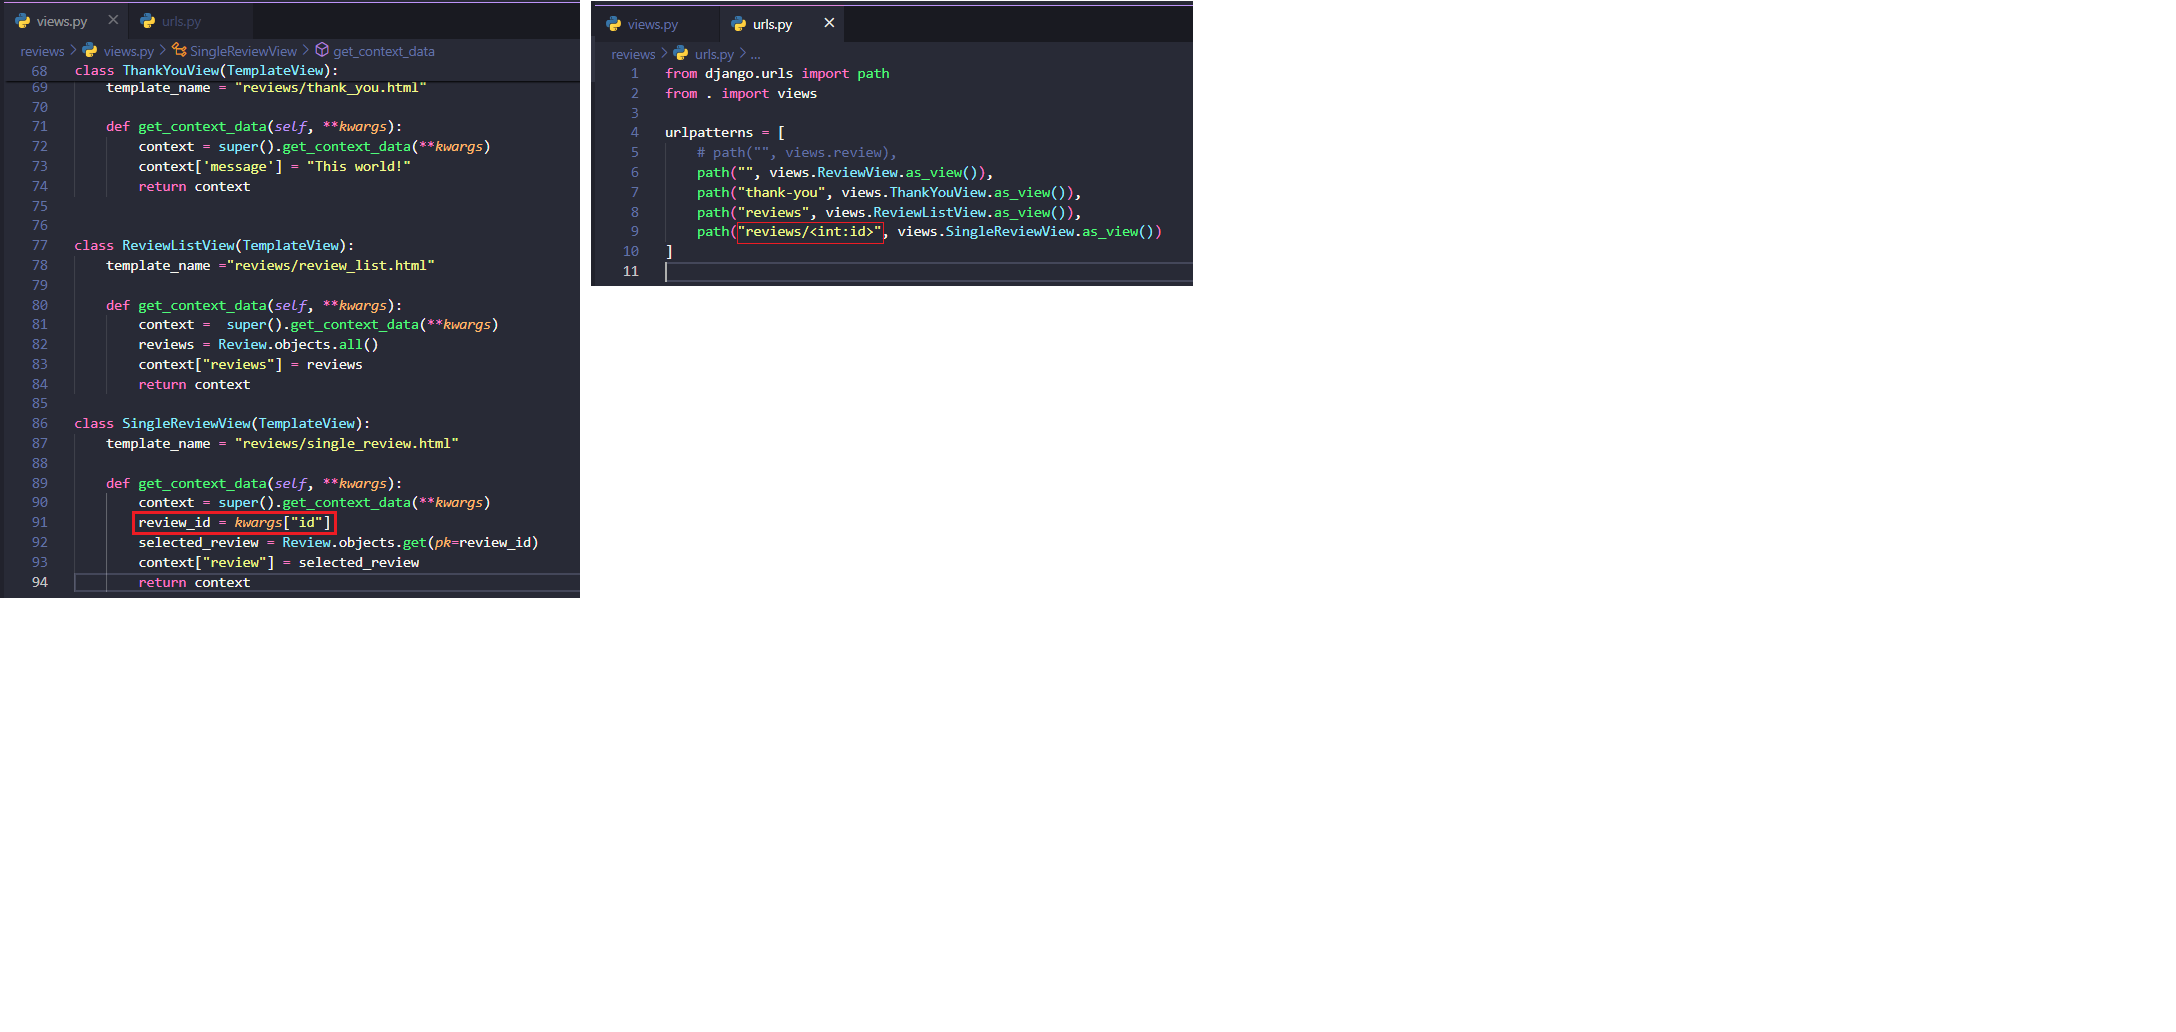 views.py × urls.py
reviews > views.py > SingleReviewView > get_context_data
68 class ThankYouView(TemplateView):
69     template_name = "reviews/thank_you.html"
70
71     def get_context_data(self, **kwargs):
72         context = super().get_context_data(**kwargs)
73         context['message'] = "This world!"
74         return context
75
76
77 class ReviewListView(TemplateView):
78     template_name ="reviews/review_list.html"
79
80     def get_context_data(self, **kwargs):
81         context =  super().get_context_data(**kwargs)
82         reviews = Review.objects.all()
83         context["reviews"] = reviews
84         return context
85
86 class SingleReviewView(TemplateView):
87     template_name = "reviews/single_review.html"
88
89     def get_context_data(self, **kwargs):
90         context = super().get_context_data(**kwargs)
91         review_id = kwargs["id"]
92         selected_review = Review.objects.get(pk=review_id)
93         context["review"] = selected_review
94         return context
views.py urls.py ×
reviews > urls.py > ...
1 from django.urls import path
2 from . import views
3
4 urlpatterns = [
5     # path("", views.review),
6     path("", views.ReviewView.as_view()),
7     path("thank-you", views.ThankYouView.as_view()),
8     path("reviews", views.ReviewListView.as_view()),
9     path("reviews/<int:id>", views.SingleReviewView.as_view())
10 ]
11